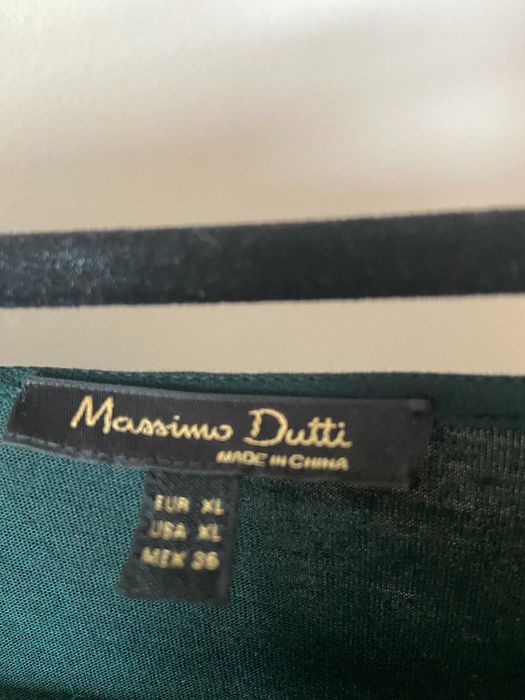 Massimo Dutti
MADE IN CHINA
EUR XL
USA XL
MEX 36